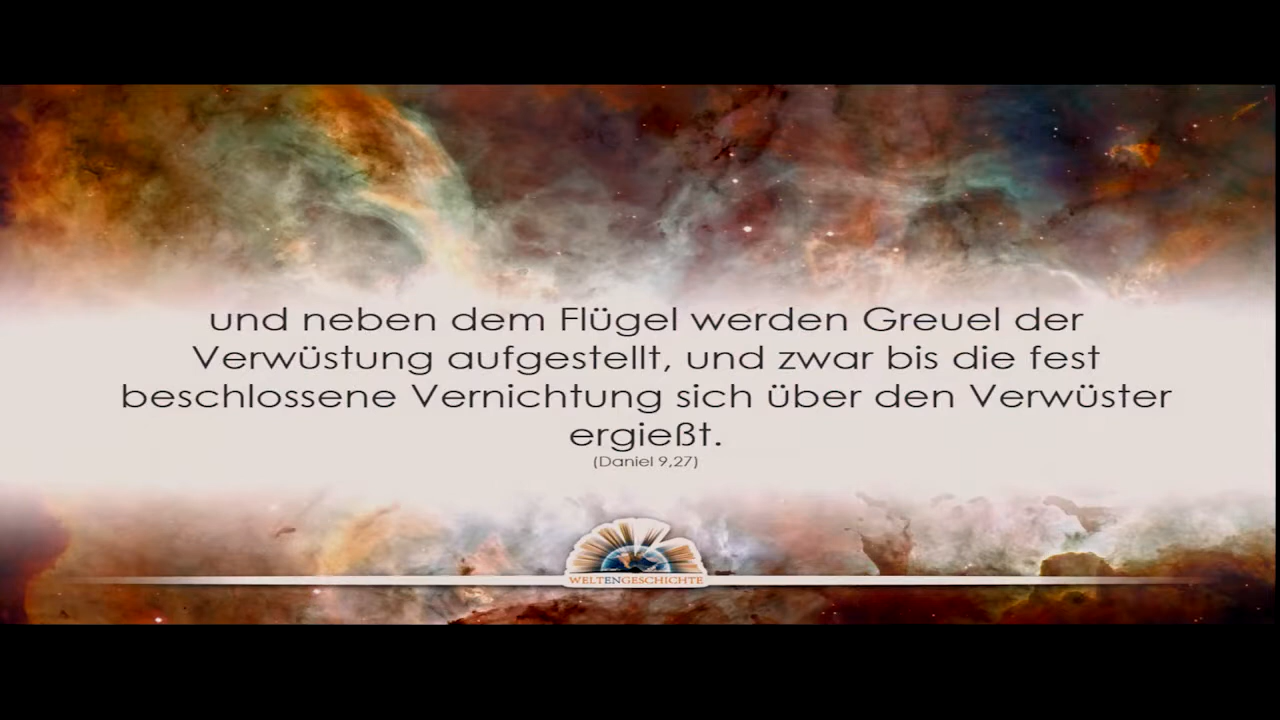 und neben dem Flügel werden Greuel der
Verwüstung aufgestellt, und zwar bis die fest
beschlossene Vernichtung sich über den Verwüster
ergießt.
(Daniel 9,27)
WELTENGESCHICHTE